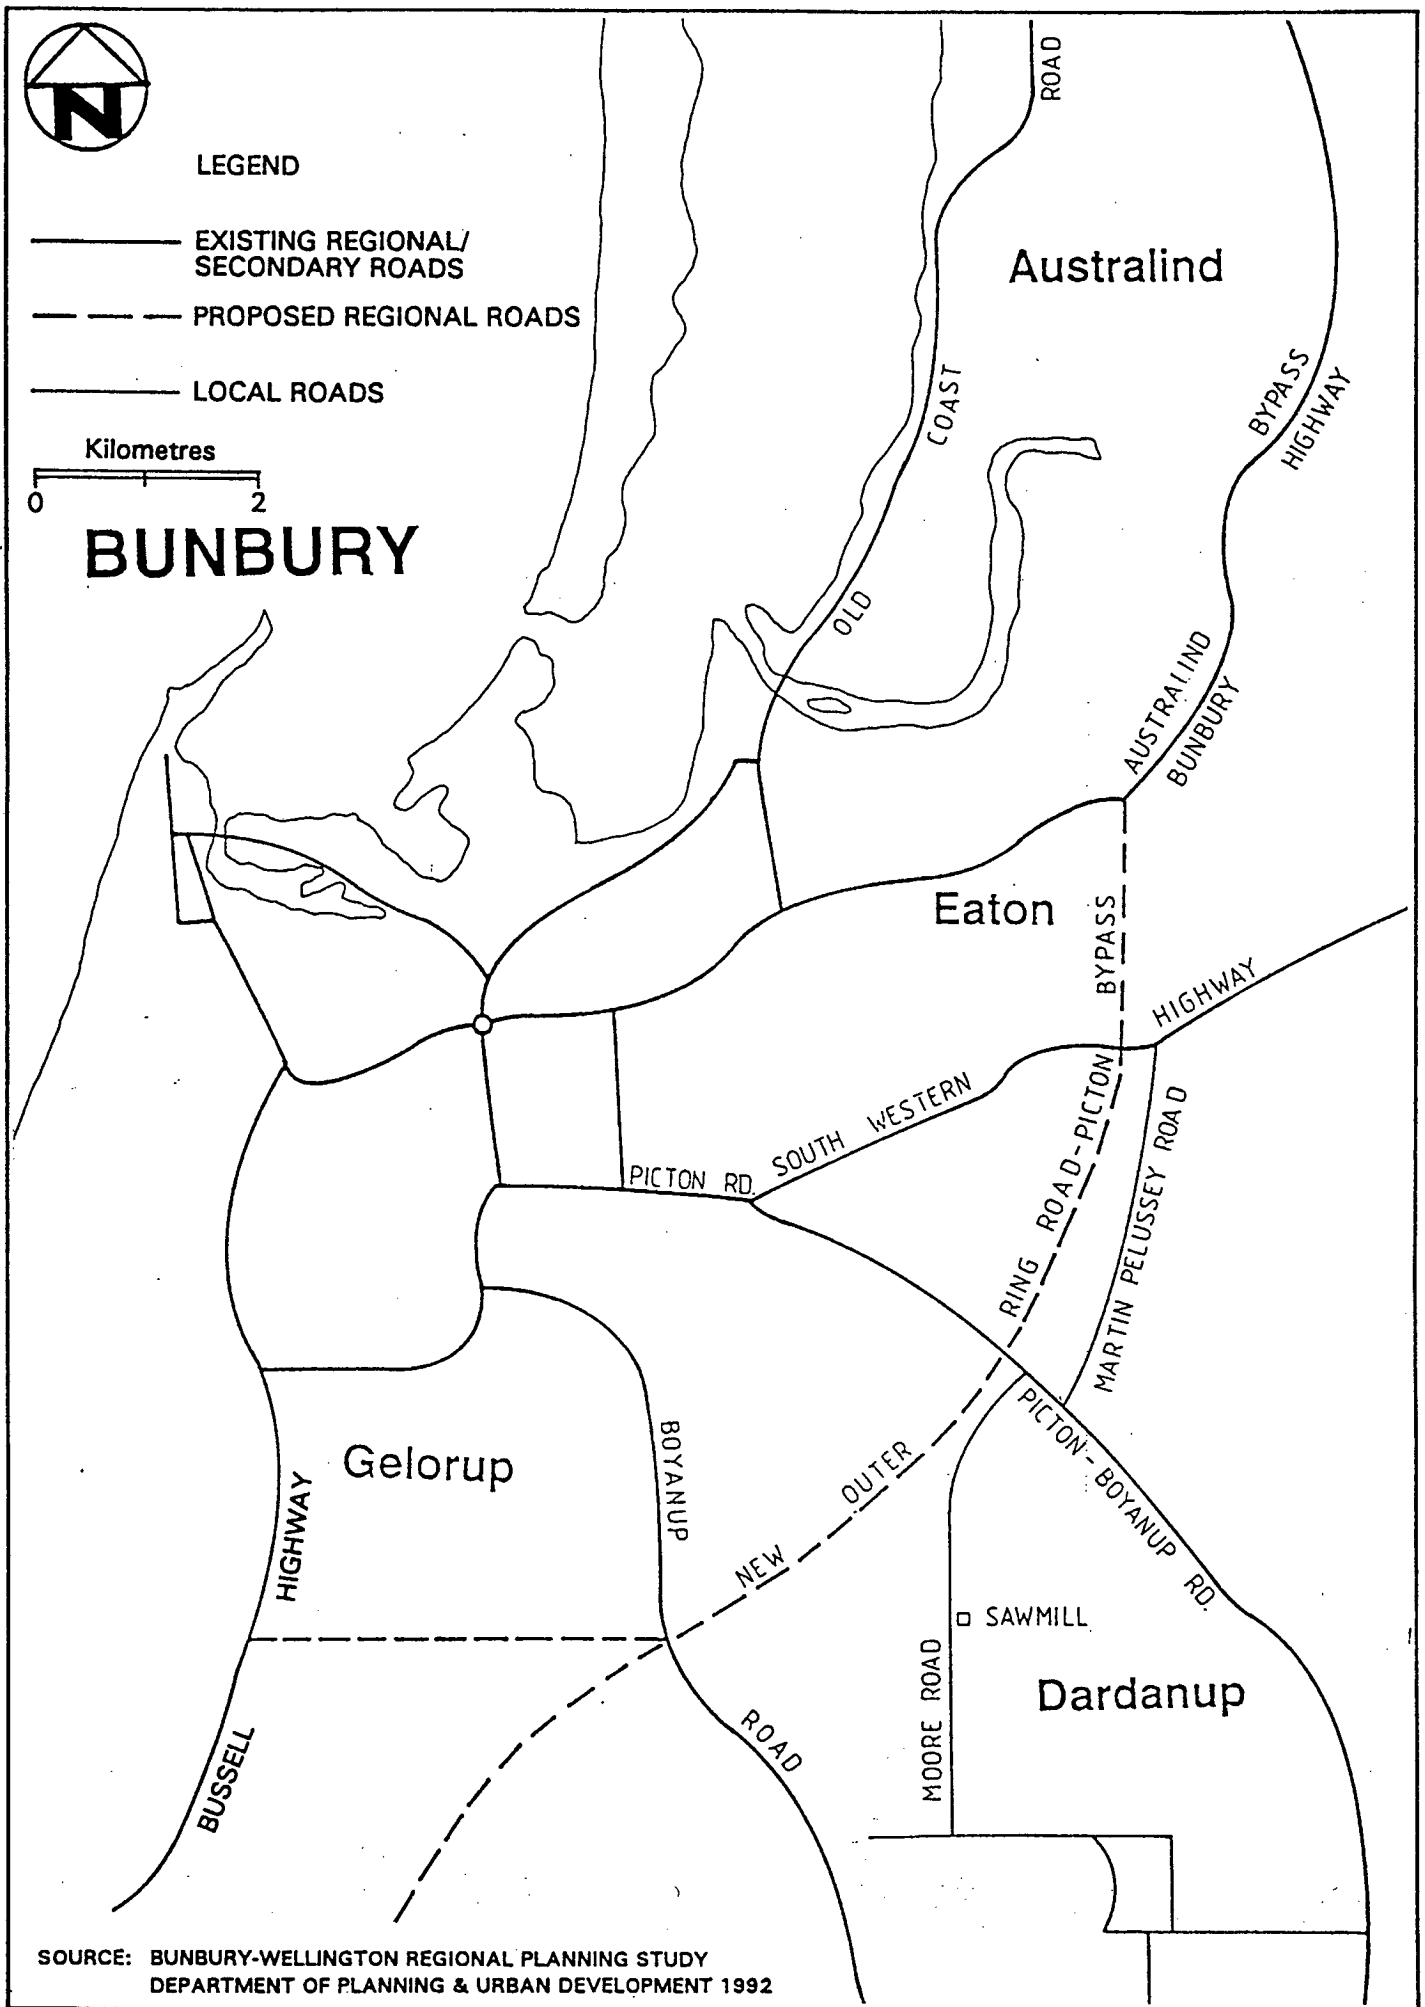 N
LEGEND
EXISTING REGIONAL/
SECONDARY ROADS
PROPOSED REGIONAL ROADS
LOCAL ROADS
Kilometres
0 2
BUNBURY
ROAD
COAST
OLD
Australind
BYPASS
HIGHWAY
AUSTRALIND
BUNBURY
Eaton
BYPASS
HIGHWAY
SOUTH WESTERN
PICTON RD.
RING ROAD-PICTON
MARTIN PELUSSEY ROAD
PICTON-BOYANUP RD.
NEW OUTER
Gelorup
BOYANUP
ROAD
HIGHWAY
BUSSELL
SAWMILL
MOORE ROAD
Dardanup
SOURCE: BUNBURY-WELLINGTON REGIONAL PLANNING STUDY
DEPARTMENT OF PLANNING & URBAN DEVELOPMENT 1992